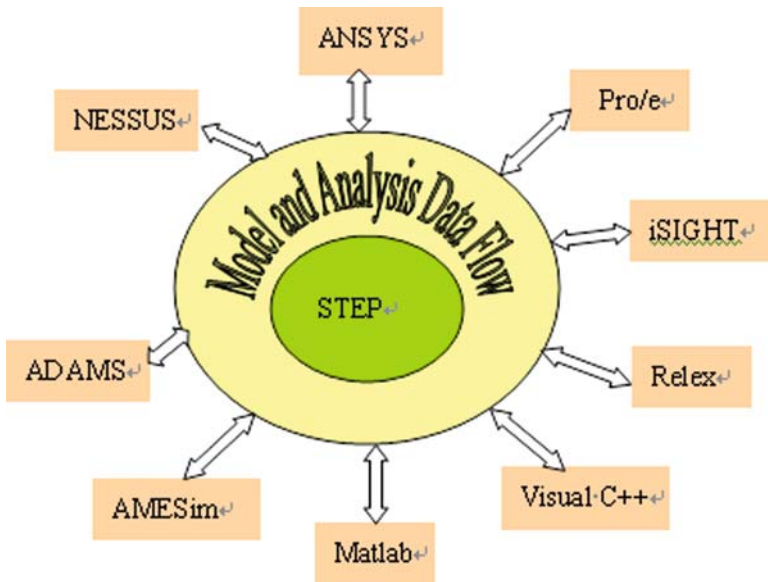 ANSYS
Pro/e
NESSUS
iSIGHT
Model and Analysis Data Flow
STEP
ADAMS
Relex
AMESim
Visual C++
Matlab